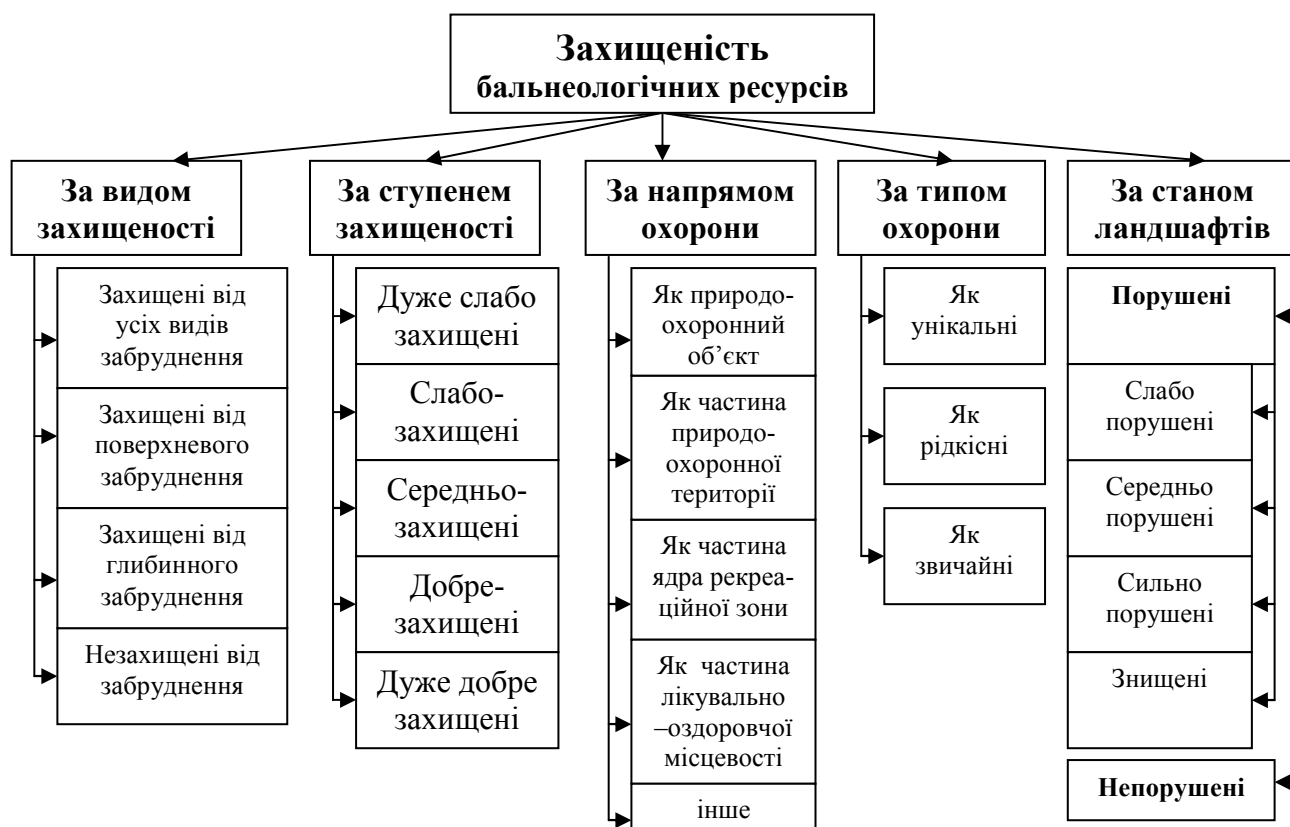 Захищеність
бальнеологічних ресурсів
За видом
захищеності
Захищені від
усіх видів
забруднення
Захищені від
поверхневого
забруднення
Захищені від
глибинного
забруднення
Незахищені від
забруднення
За ступенем
захищеності
Дуже слабо
захищені
Слабо-
захищені
Середньо-
захищені
Добре-
захищені
Дуже добре
захищені
За напрямом
охорони
Як природо-
охоронний
об’єкт
Як частина
природо-
охоронної
території
Як частина
ядра рекреа-
ційної зони
Як частина
лікувально
–оздоровчої
місцевості
інше
За типом
охорони
Як
унікальні
Як
рідкісні
Як
звичайні
За станом
ландшафтів
Порушені
Слабо
порушені
Середньо
порушені
Сильно
порушені
Знищені
Непорушені